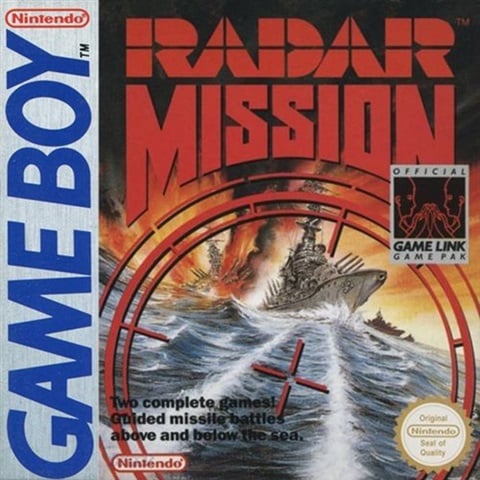 Nintendo
GAME BOY™
RADAR™
MISSION
OFFICIAL
GAME LINK
GAME PAK
Two complete games!
Guided missile battles
above and below the sea.
Nintendo
Original
Nintendo
Seal of
Quality